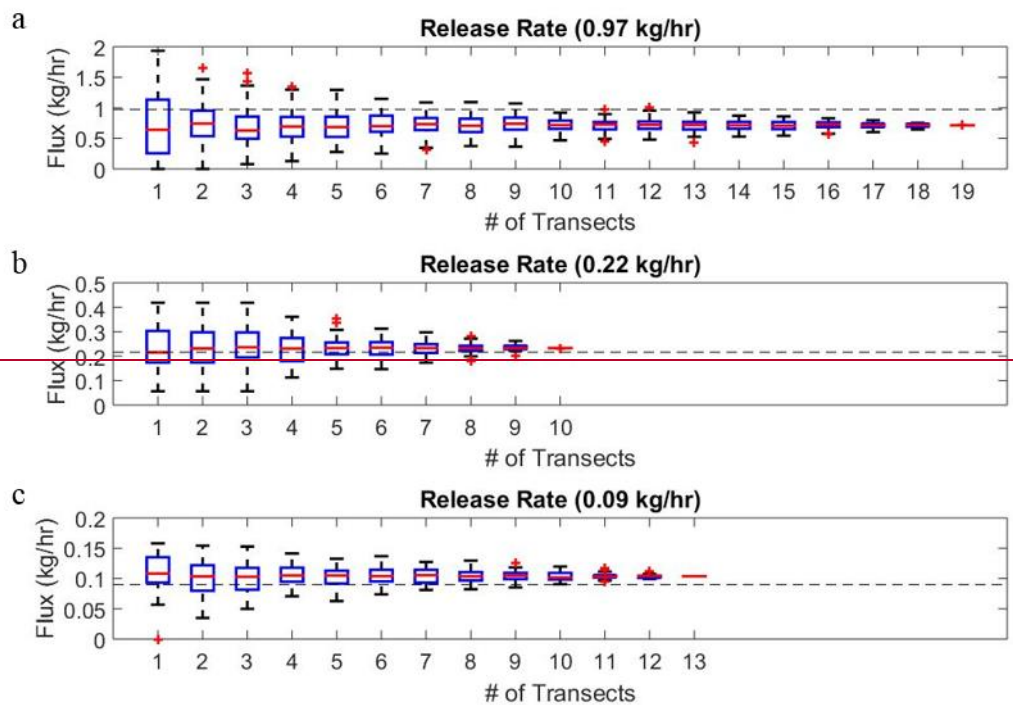 a
Release Rate (0.97 kg/hr)
Flux (kg/hr)
2
1.5
1
0.5
0
1 2 3 4 5 6 7 8 9 10 11 12 13 14 15 16 17 18 19
# of Transects
b
Release Rate (0.22 kg/hr)
Flux (kg/hr)
0.5
0.4
0.3
0.2
0.1
0
1 2 3 4 5 6 7 8 9 10
# of Transects
c
Release Rate (0.09 kg/hr)
Flux (kg/hr)
0.2
0.15
0.1
0.05
0
1 2 3 4 5 6 7 8 9 10 11 12 13
# of Transects